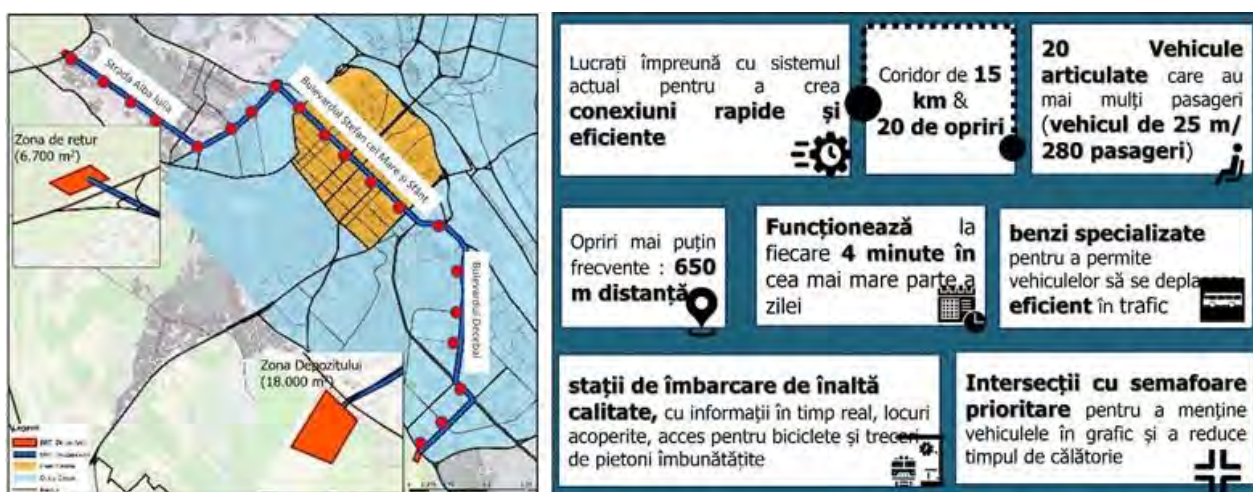 Strada Alba Iulia
Bulevardul Ștefan cel Mare și Sfânt
Bulevardul Decebal
Zona de retur
(6.700 m²)
Zona Depozitului
(18.000 m²)
Lucrați împreună cu sistemul
actual pentru a crea
conexiuni rapide și
eficiente
Coridor de 15
km &
20 de opriri
20 Vehicule
articulate care au
mai mulți pasageri
(vehicul de 25 m/
280 pasageri)
Opriri mai puțin
frecvente : 650
m distanță
Funcționează la
fiecare 4 minute în
cea mai mare parte a
zilei
benzi specializate
pentru a permite
vehiculelor să se depla
eficient în trafic
stații de îmbarcare de înaltă
calitate, cu informații în timp real, locuri
acoperite, acces pentru biciclete și treceri
de pietoni îmbunătățite
Intersecții cu semafoare
prioritare pentru a menține
vehiculele în grafic și a reduce
timpul de călătorie